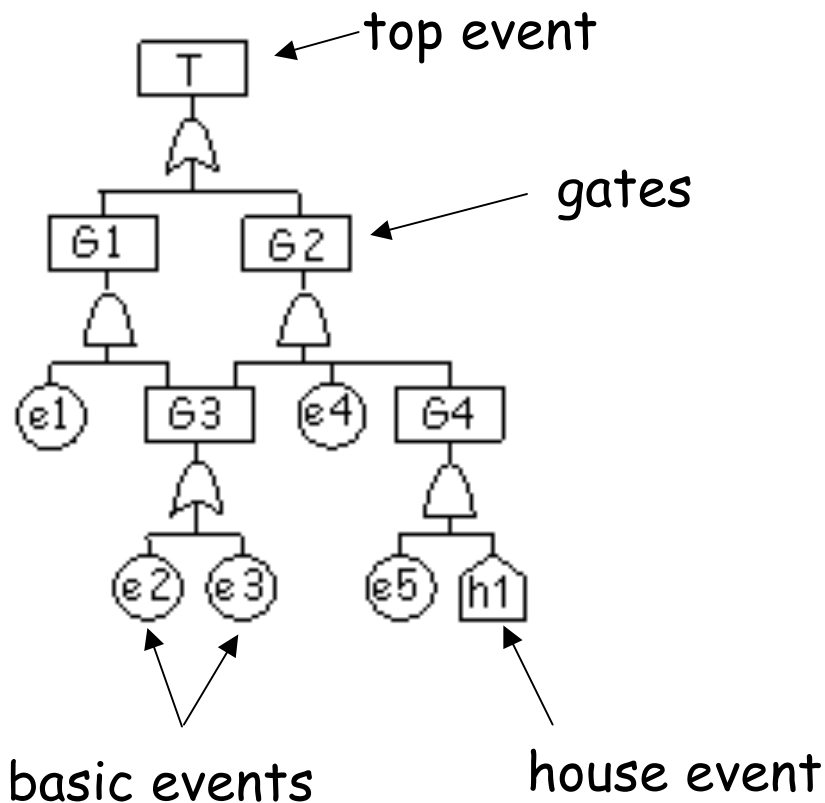 top event
T
gates
G1
G2
e1
G3
e4
G4
e2
e3
e5
h1
basic events
house event